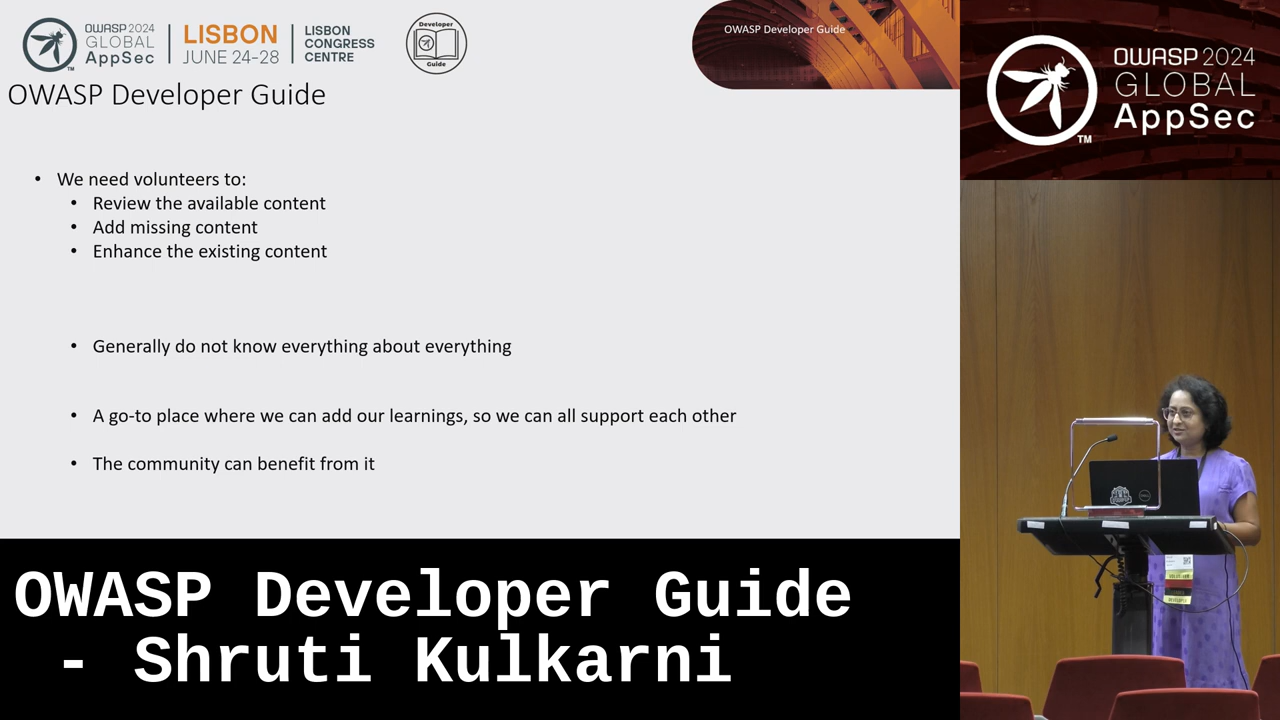 OWASP 2024
GLOBAL
AppSec
TM
LISBON
JUNE 24-28
LISBON
CONGRESS
CENTRE
Developer
Guide
OWASP Developer Guide
OWASP 2024
GLOBAL
AppSec
TM
OWASP Developer Guide
• We need volunteers to:
• Review the available content
• Add missing content
• Enhance the existing content
• Generally do not know everything about everything
• A go-to place where we can add our learnings, so we can all support each other
• The community can benefit from it
OWASP Developer Guide
- Shruti Kulkarni